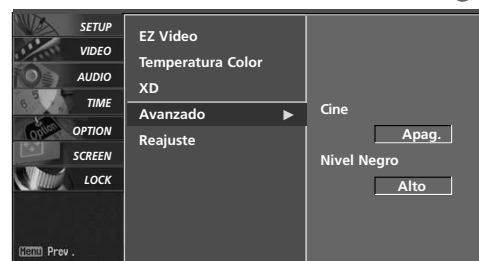 SETUP
VIDEO
AUDIO
TIME
OPTION
SCREEN
LOCK
Menu Prev .
EZ Video
Temperatura Color
XD
Avanzado ▶
Reajuste
Cine
Apag.
Nivel Negro
Alto